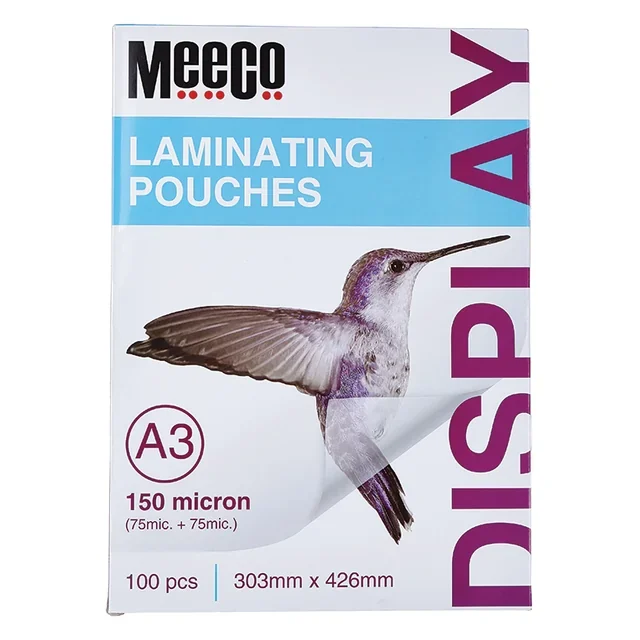 MEECO
LAMINATING
POUCHES
DISPLAY
A3
150 micron
(75mic. + 75mic.)
100 pcs
303mm x 426mm